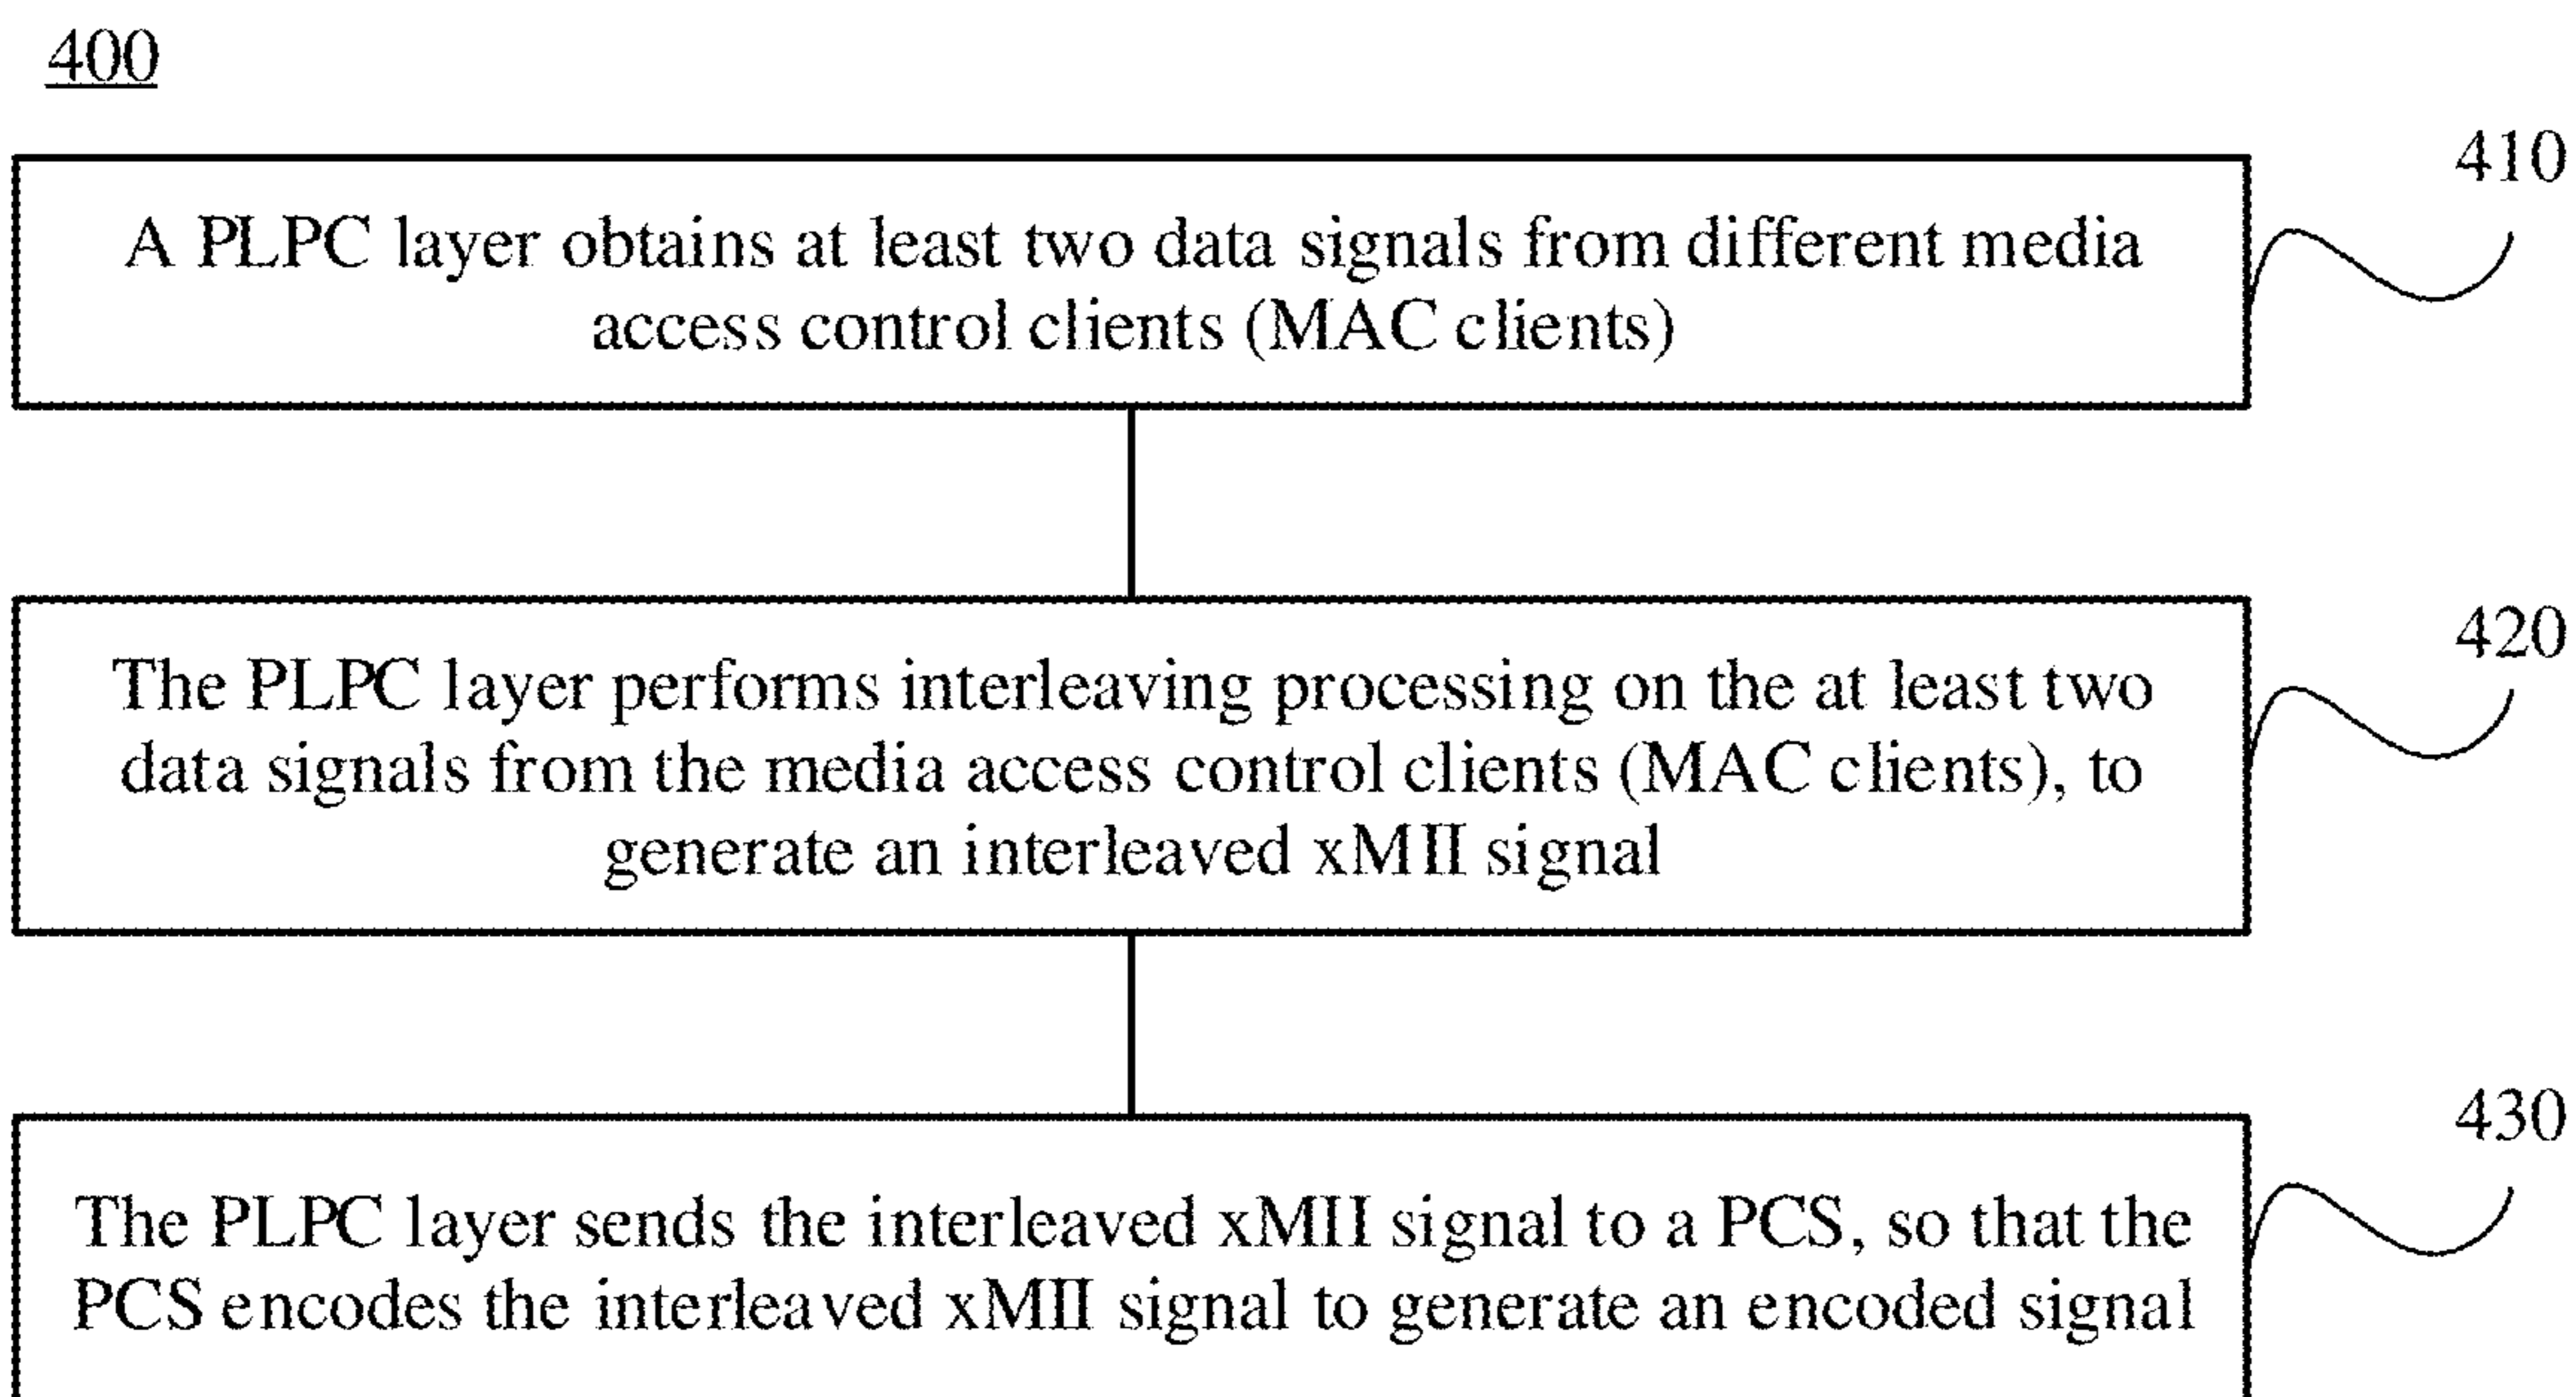 400
410
A PLPC layer obtains at least two data signals from different media
access control clients (MAC clients)
420
The PLPC layer performs interleaving processing on the at least two
data signals from the media access control clients (MAC clients), to
generate an interleaved xMII signal
430
The PLPC layer sends the interleaved xMII signal to a PCS, so that the
PCS encodes the interleaved xMII signal to generate an encoded signal